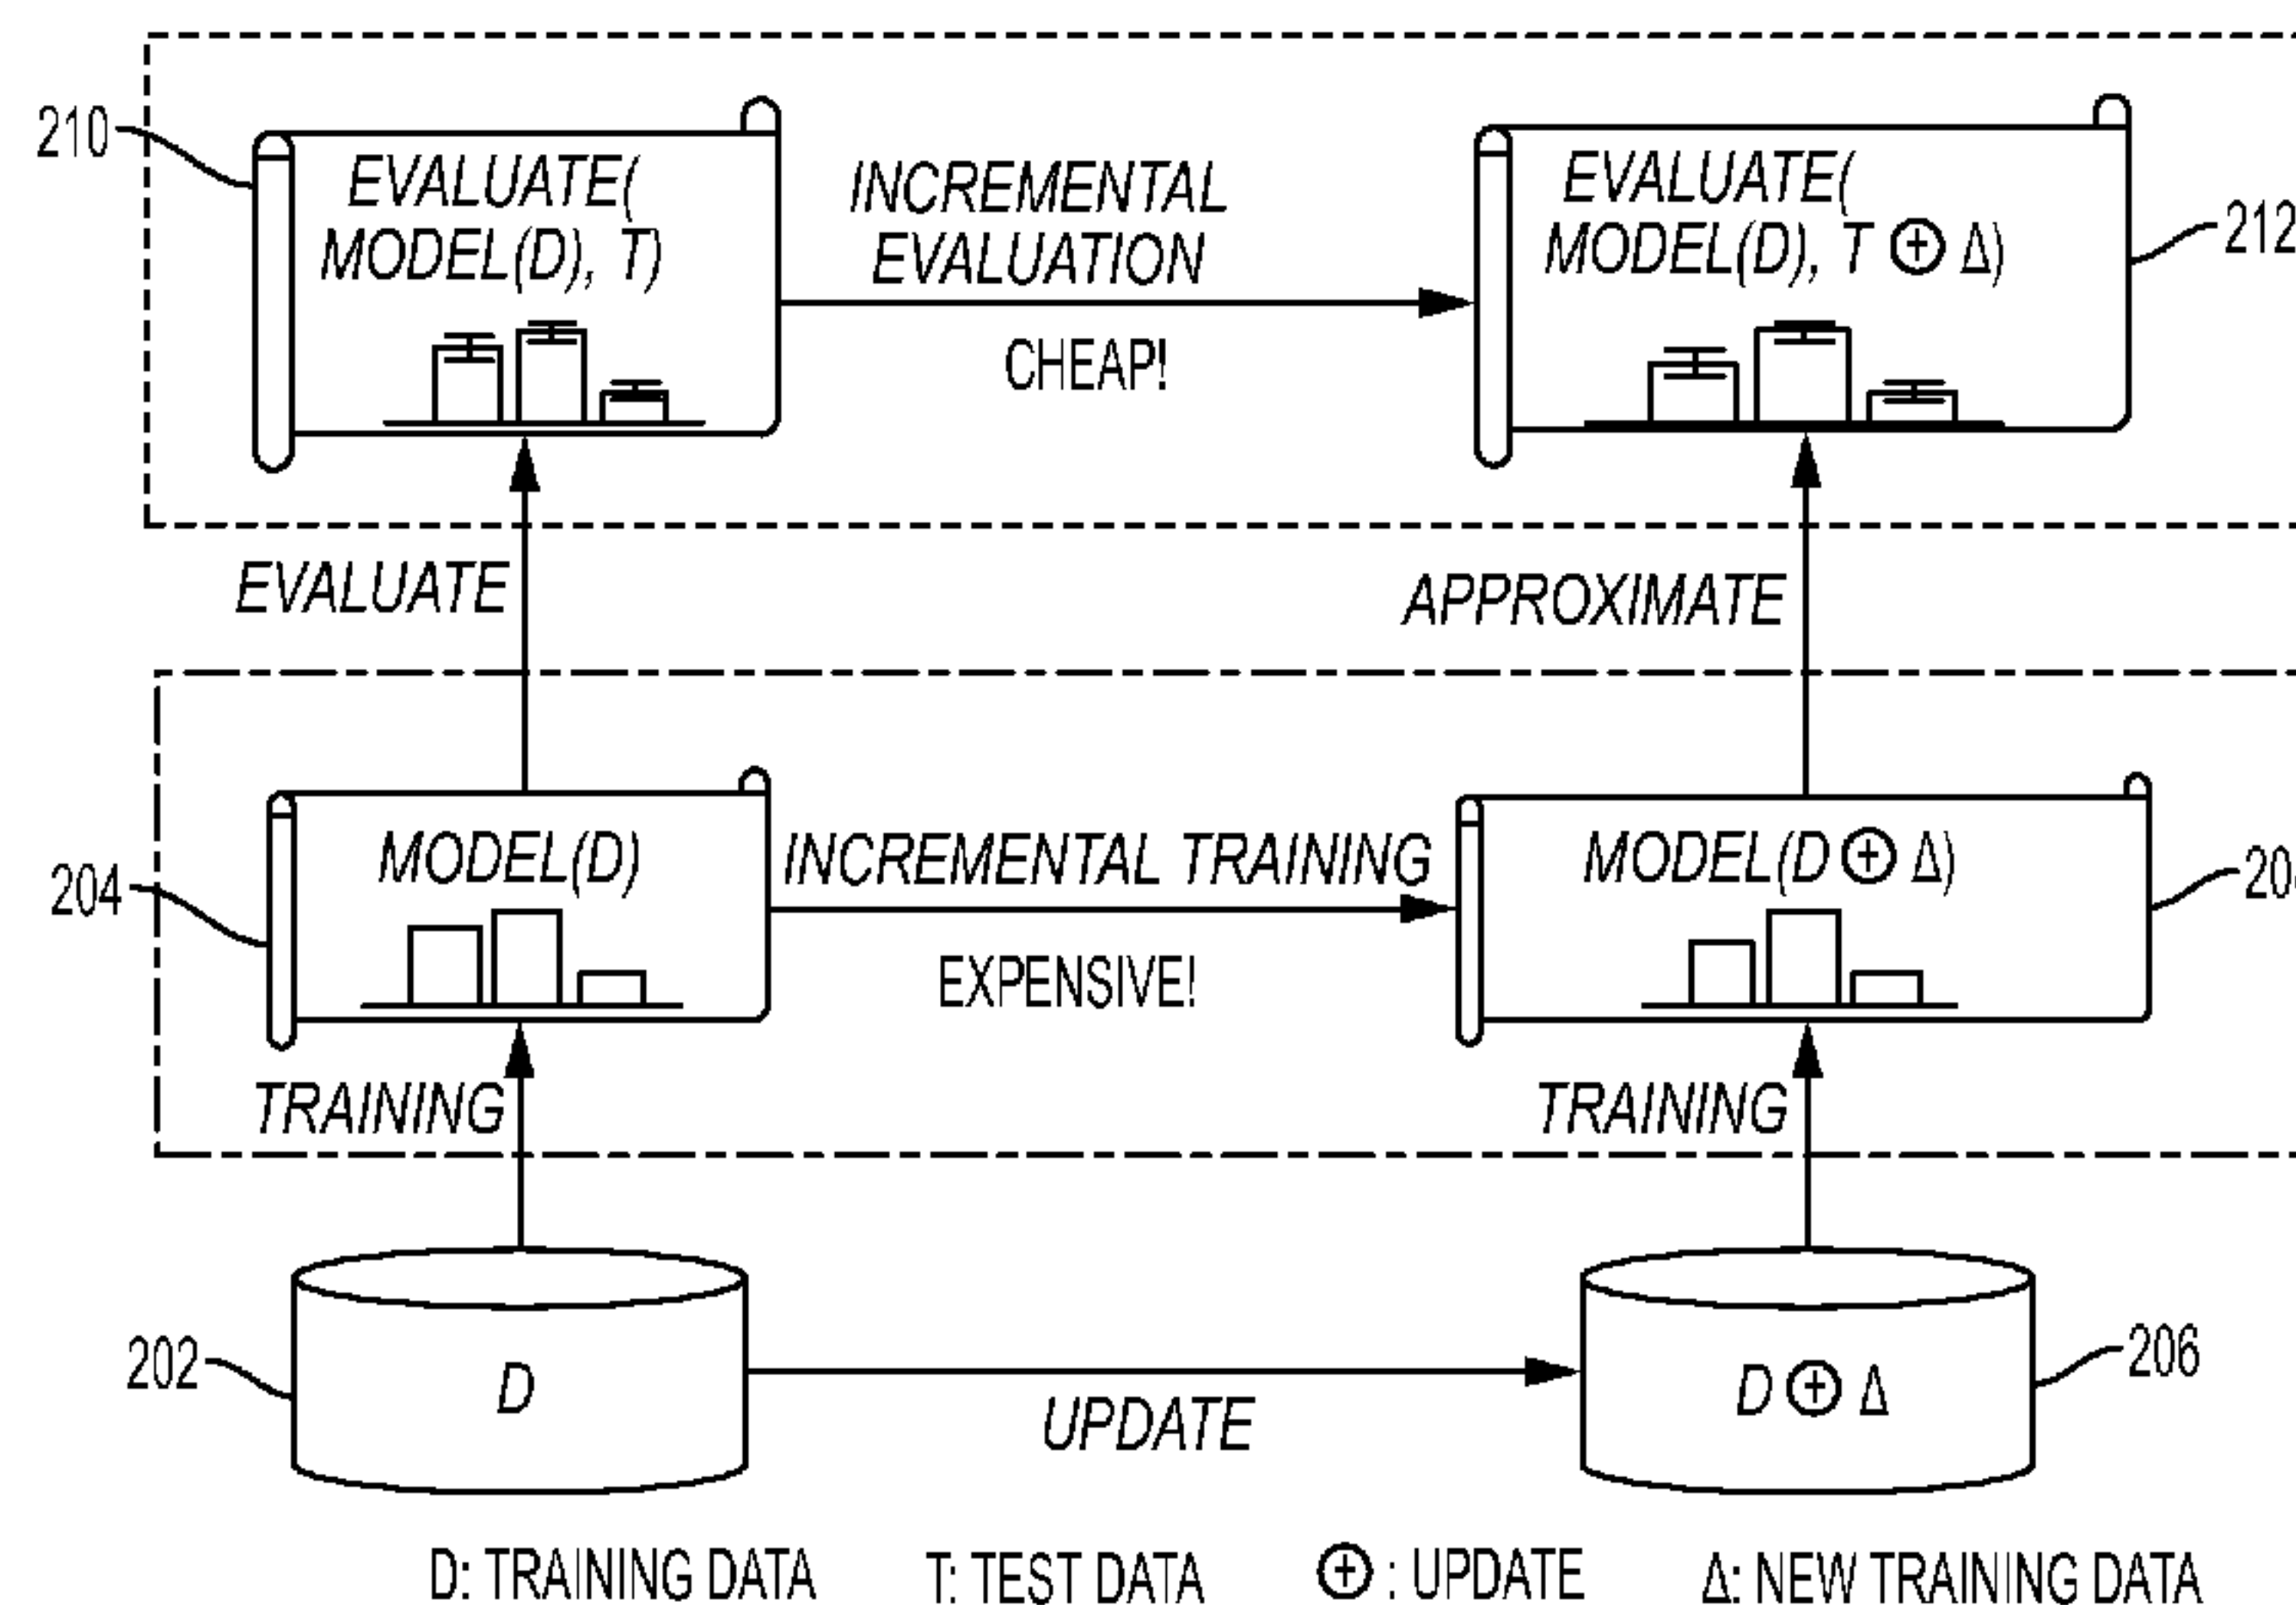 210
EVALUATE(
MODEL(D), T)
INCREMENTAL
EVALUATION
CHEAP!
EVALUATE(
MODEL(D), T ⊕ Δ)
212
EVALUATE
APPROXIMATE
204
MODEL(D)
INCREMENTAL TRAINING
EXPENSIVE!
MODEL(D ⊕ Δ)
TRAINING
TRAINING
202
D
UPDATE
D ⊕ Δ
206
D: TRAINING DATA T: TEST DATA ⊕ : UPDATE Δ: NEW TRAINING DATA